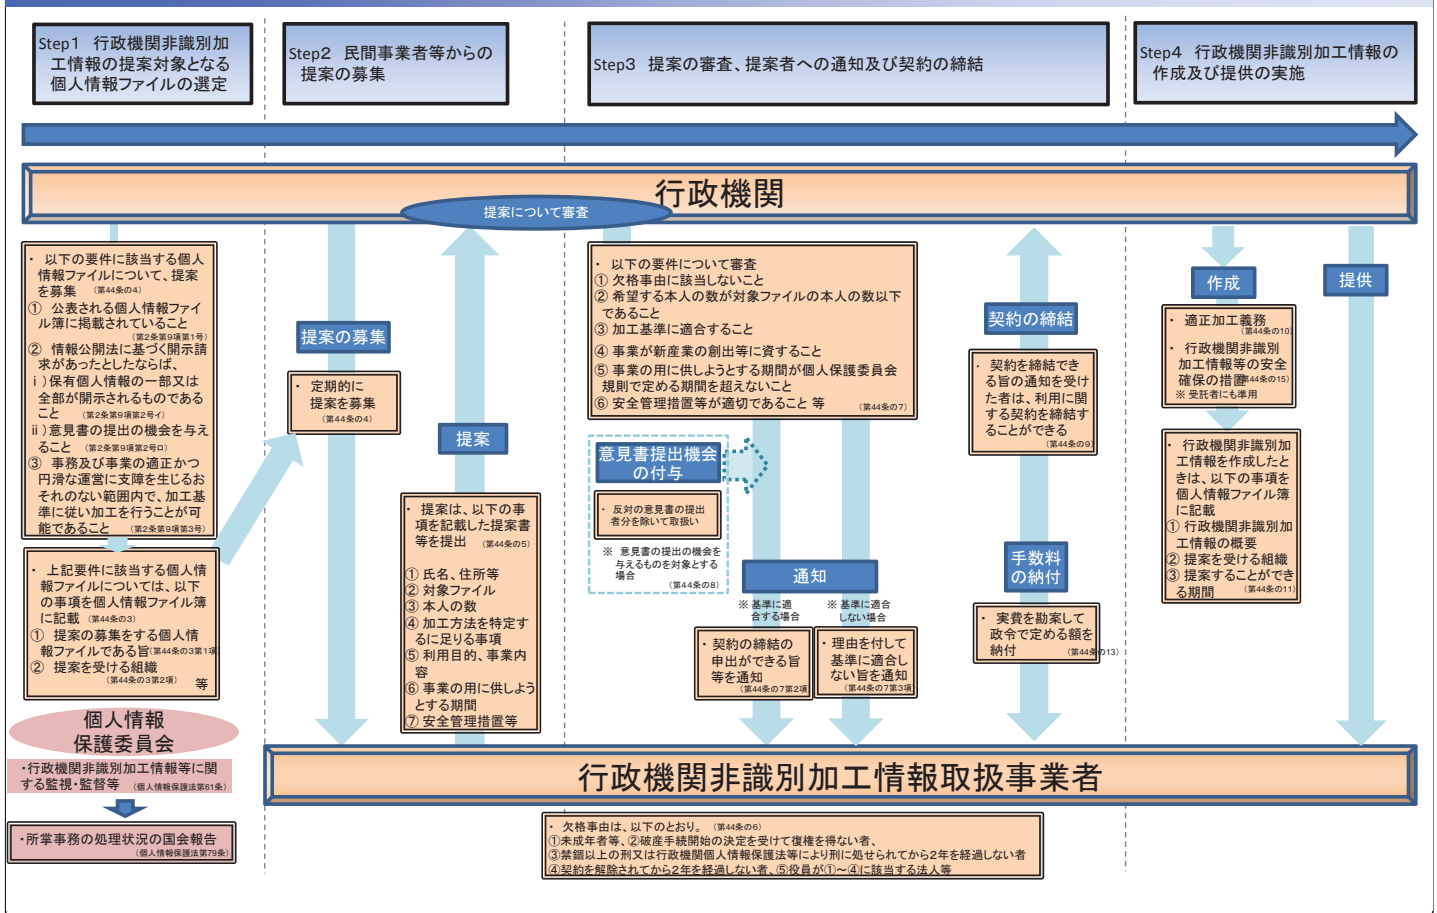 Step1 行政機関非識別加
工情報の提案対象となる
個人情報ファイルの選定
Step2 民間事業者等からの
提案の募集
Step3 提案の審査、提案者への通知及び契約の締結
Step4 行政機関非識別加工情報の
作成及び提供の実施
行政機関
提案について審査
・ 以下の要件に該当する個人
情報ファイルについて、提案
を募集 (第44条の4)
① 公表される個人情報ファイ
ル簿に掲載されていること
(第2条第9項第1号)
② 情報公開法に基づく開示請
求があったとしたならば、
ⅰ)保有個人情報の一部又は
全部が開示されるものである
こと (第2条第9項第2号イ)
ⅱ)意見書の提出の機会を与え
ること (第2条第9項第2号ロ)
③ 事務及び事業の適正かつ
円滑な運営に支障を生じるお
それのない範囲内で、加工基
準に従い加工を行うことが可
能であること (第2条第9項第3号)
・ 上記要件に該当する個人情
報ファイルについては、以下
の事項を個人情報ファイル簿
に記載 (第44条の3)
① 提案の募集をする個人情
報ファイルである旨(第44条の3第1項)
② 提案を受ける組織
(第44条の3第2項) 等
個人情報
保護委員会
・行政機関非識別加工情報等に関
する監視・監督等 (個人情報保護法第61条)
・所掌事務の処理状況の国会報告
(個人情報保護法第79条)
提案の募集
・ 定期的に
提案を募集
(第44条の4)
提案
・ 提案は、以下の事
項を記載した提案書
等を提出 (第44条の5)
① 氏名、住所等
② 対象ファイル
③ 本人の数
④ 加工方法を特定す
るに足りる事項
⑤ 利用目的、事業内
容
⑥ 事業の用に供しよう
とする期間
⑦ 安全管理措置等
・ 以下の要件について審査
① 欠格事由に該当しないこと
② 希望する本人の数が対象ファイルの本人の数以下
であること
③ 加工基準に適合すること
④ 事業が新産業の創出等に資すること
⑤ 事業の用に供しようとする期間が個人保護委員会
規則で定める期間を超えないこと
⑥ 安全管理措置等が適切であること 等 (第44条の7)
意見書提出機会
の付与
・ 反対の意見書の提出
者分を除いて取扱い
※ 意見書の提出の機会を
与えるものを対象とする
場合 (第44条の8)
通知
※ 基準に適
合する場合
※ 基準に適合
しない場合
・ 契約の締結の
申出ができる旨
等を通知
(第44条の7第2項)
・ 理由を付して
基準に適合し
ない旨を通知
(第44条の7第3項)
契約の締結
・ 契約を締結でき
る旨の通知を受け
た者は、利用に関
する契約を締結す
ることができる
(第44条の9)
手数料
の納付
・ 実費を勘案して
政令で定める額を
納付 (第44条の13)
作成
・ 適正加工義務
(第44条の10)
・ 行政機関非識別
加工情報等の安全
確保の措置(第44条の15)
※ 受託者にも準用
・ 行政機関非識別加
工情報を作成したと
きは、以下の事項を
個人情報ファイル簿
に記載
① 行政機関非識別加
工情報の概要
② 提案を受ける組織
③ 提案することができ
る期間 (第44条の11)
提供
行政機関非識別加工情報取扱事業者
・ 欠格事由は、以下のとおり。 (第44条の6)
①未成年者等、②破産手続開始の決定を受けて復権を得ない者、
③禁錮以上の刑又は行政機関個人情報保護法等により刑に処せられてから2年を経過しない者
④契約を解除されてから2年を経過しない者、⑤役員が①～④に該当する法人等